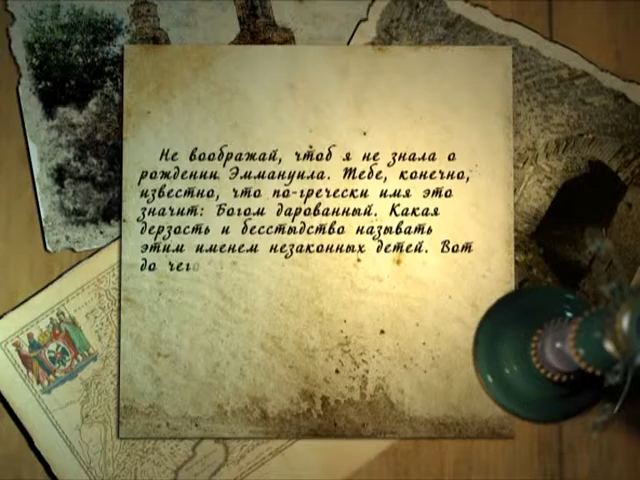 Не воображай, чтоб я не знала о
рождении Эммануила. Тебе, конечно,
известно, что по-гречески имя это
значит: Богом дарованный. Какая
дерзость и бесстыдство называть
этим именем незаконных детей. Вот
до чего